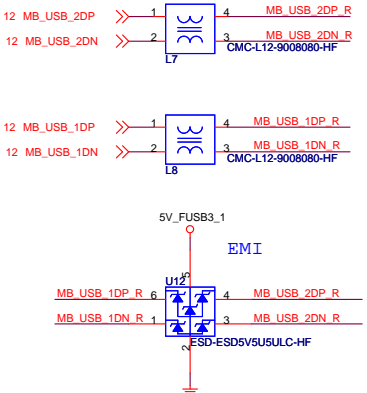 12 MB_USB_2DP 1 4 MB_USB_2DP_R
12 MB_USB_2DN 2 3 MB_USB_2DN_R
CMC-L12-9008080-HF
L7
12 MB_USB_1DP 1 4 MB_USB_1DP_R
12 MB_USB_1DN 2 3 MB_USB_1DN_R
CMC-L12-9008080-HF
L8
5V_FUSB3_1
EMI
U12 5
MB_USB_1DP_R 6 4 MB_USB_2DP_R
MB_USB_1DN_R 1 3 MB_USB_2DN_R
ESD-ESD5V5U5ULC-HF
2